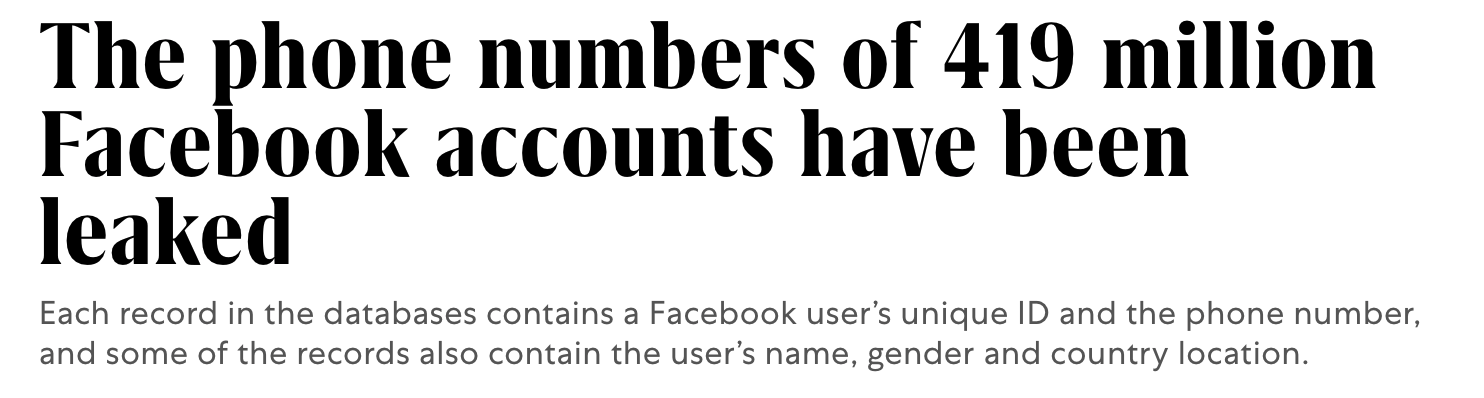 The phone numbers of 419 million
Facebook accounts have been
leaked
Each record in the databases contains a Facebook user’s unique ID and the phone number,
and some of the records also contain the user’s name, gender and country location.